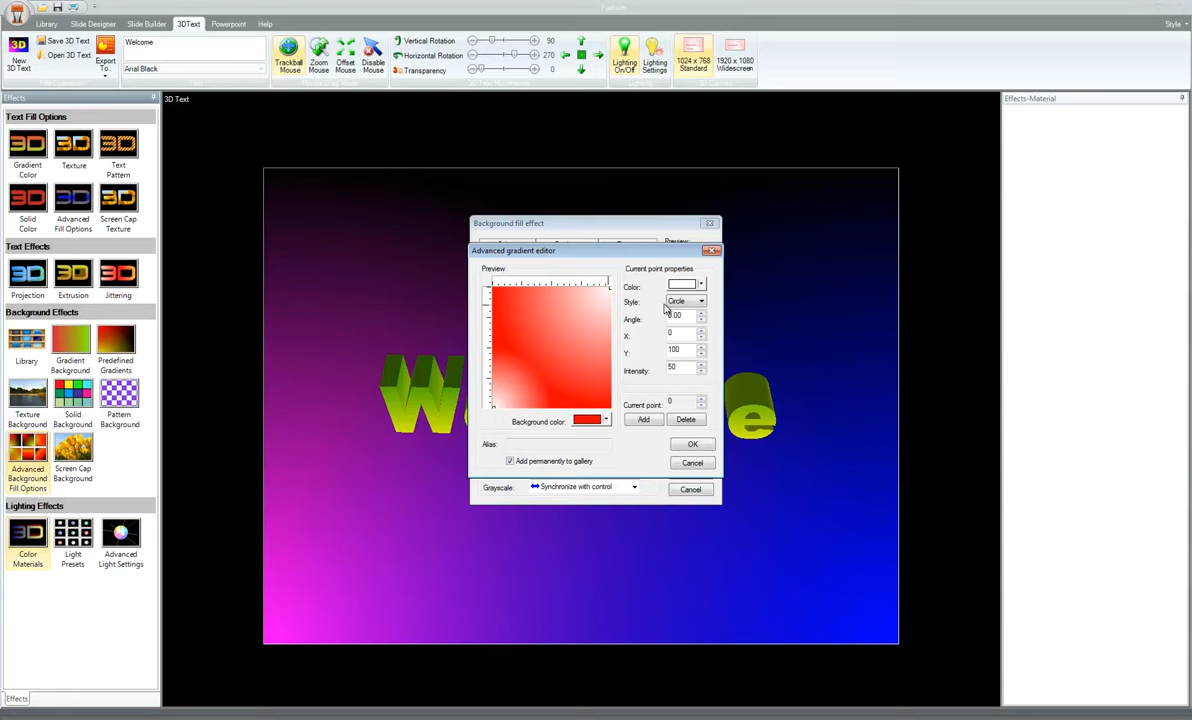 Library Slide Designer Slide Builder 3DText Powerpoint Help Style
New 3D Text
Save 3D Text
Open 3D Text
Export To...
Welcome
Arial Black
Text
Trackball Mouse
Zoom Mouse
Offset Mouse
Disable Mouse
Vertical Rotation 90
Horizontal Rotation 270
Transparency 0
Lighting On/Off
Lighting Settings
Lighting
1024 x 768 Standard
1920 x 1080 Widescreen
Effects
3D Text
Effects-Material
Text Fill Options
Gradient Color
Texture
Text Pattern
Solid Color
Advanced Fill Options
Screen Cap Texture
Text Effects
Projection
Extrusion
Jittering
Background Effects
Library
Gradient Background
Predefined Gradients
Texture Background
Solid Background
Pattern Background
Advanced Background Fill Options
Screen Cap Background
Lighting Effects
Color Materials
Light Presets
Advanced Light Settings
Effects
W
e
Background fill effect
Preview:
Advanced gradient editor
Preview
Current point properties
Color:
Style: Circle
Angle: 0.00
X: 0
Y: 100
Intensity: 50
Current point: 0
Add Delete
Background color:
Alias:
OK
Add permanently to gallery
Cancel
Grayscale: Synchronize with control
Cancel